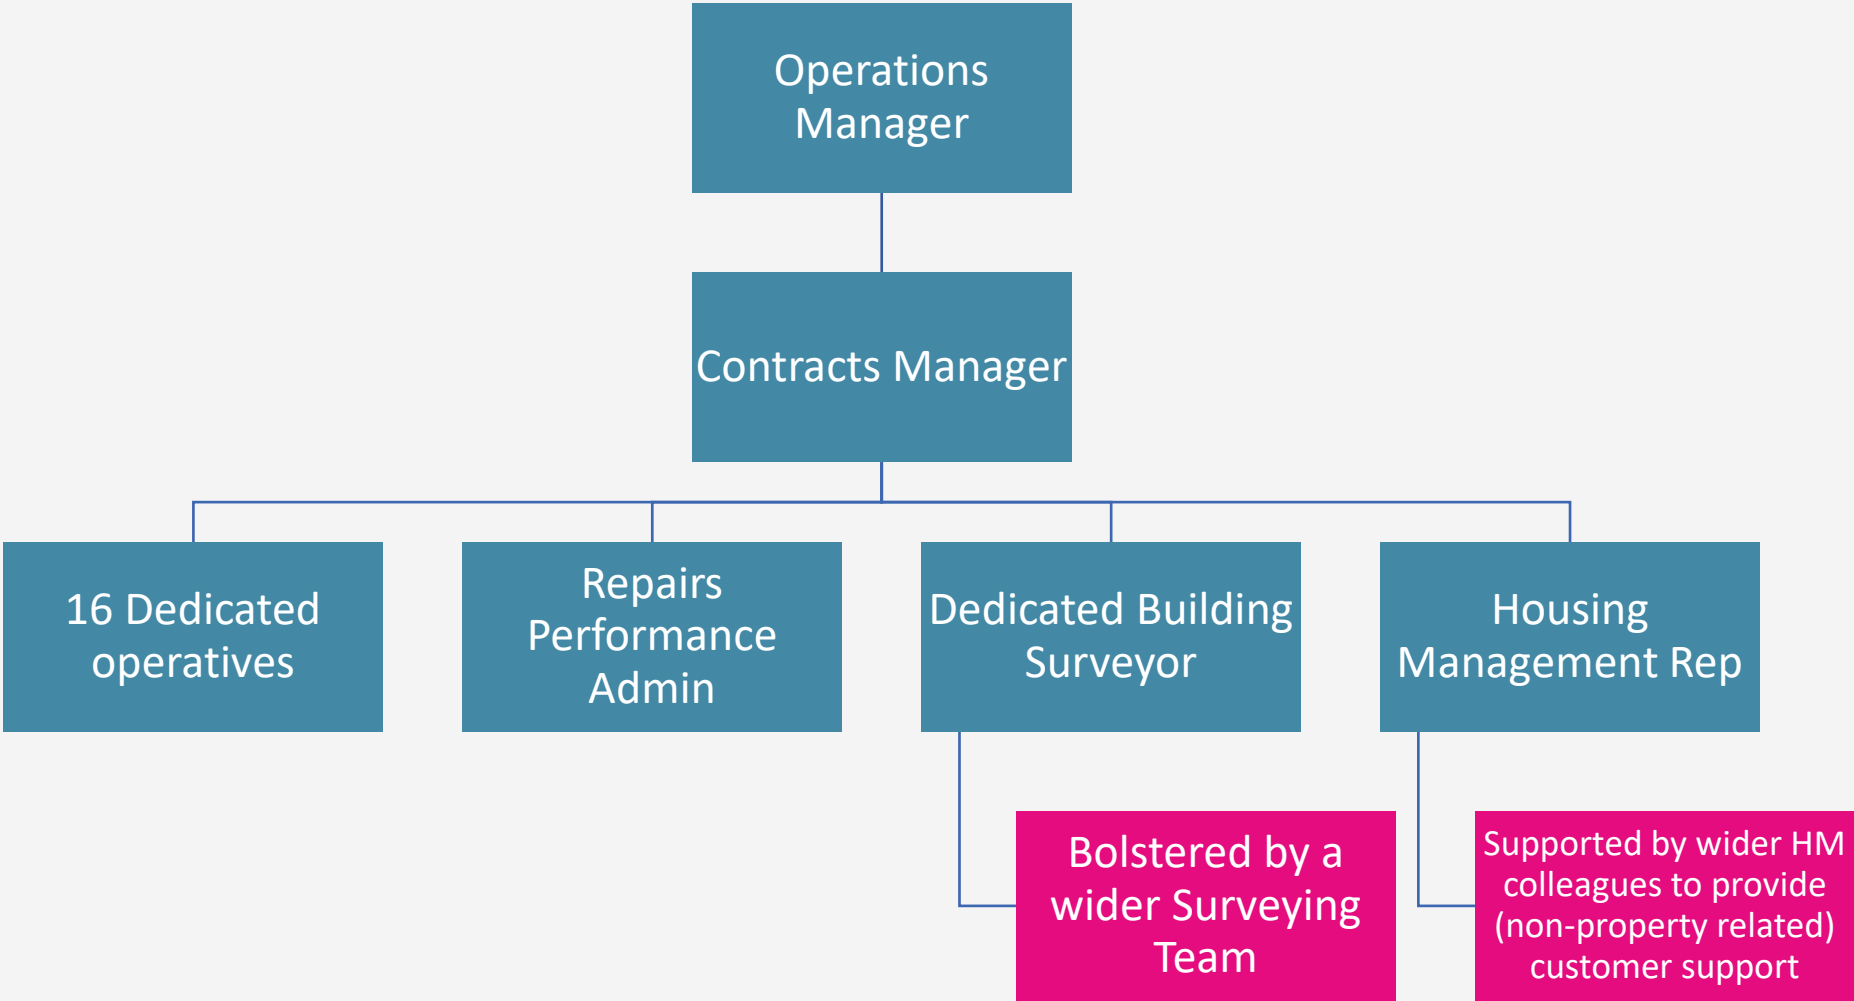 Operations
Manager
Contracts Manager
16 Dedicated
operatives
Repairs
Performance
Admin
Dedicated Building
Surveyor
Housing
Management Rep
Bolstered by a
wider Surveying
Team
Supported by wider HM
colleagues to provide
(non-property related)
customer support